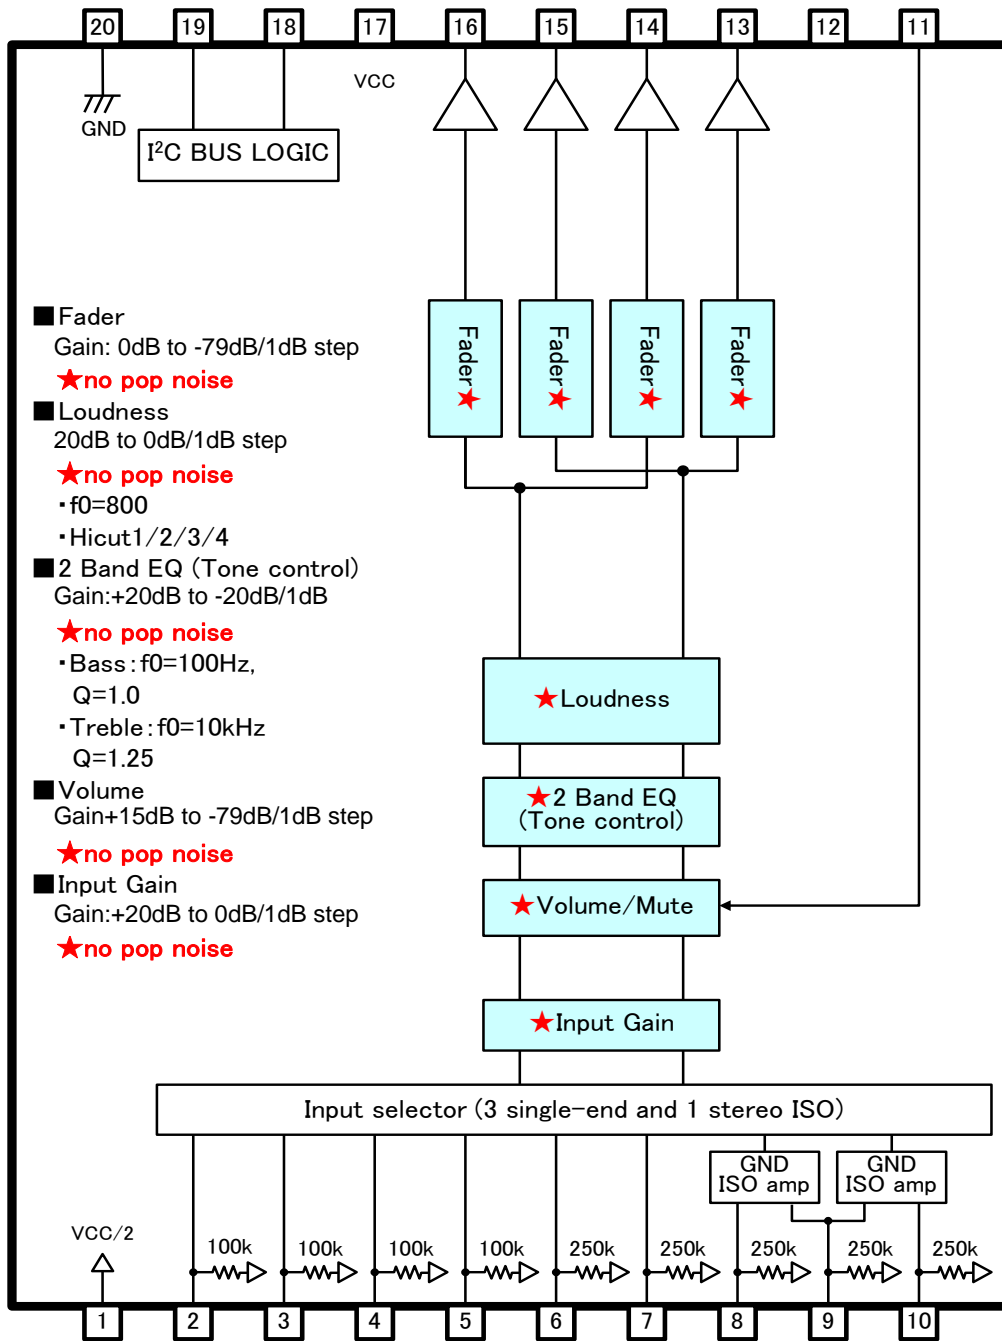 20 19 18 17 16 15 14 13 12 11
VCC
GND
I²C BUS LOGIC
■Fader
Gain: 0dB to -79dB/1dB step
★no pop noise
■Loudness
20dB to 0dB/1dB step
★no pop noise
・f0=800
・Hicut1/2/3/4
■2 Band EQ (Tone control)
Gain:+20dB to -20dB/1dB
★no pop noise
・Bass:f0=100Hz,
Q=1.0
・Treble:f0=10kHz
Q=1.25
■Volume
Gain+15dB to -79dB/1dB step
★no pop noise
■Input Gain
Gain:+20dB to 0dB/1dB step
★no pop noise
Fader★
Fader★
Fader★
Fader★
★Loudness
★2 Band EQ
(Tone control)
★Volume/Mute
★Input Gain
Input selector (3 single-end and 1 stereo ISO)
GND
ISO amp
GND
ISO amp
VCC/2
100k 100k 100k 100k 250k 250k 250k 250k 250k
1 2 3 4 5 6 7 8 9 10